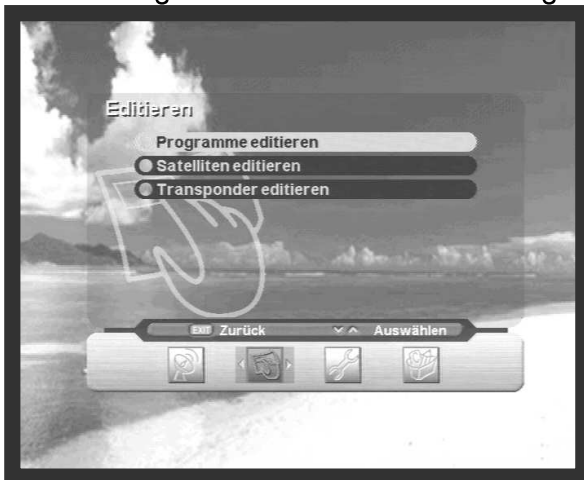 Editieren
Programme editieren
Satelliten editieren
Transponder editieren
EXIT Zurück Auswählen